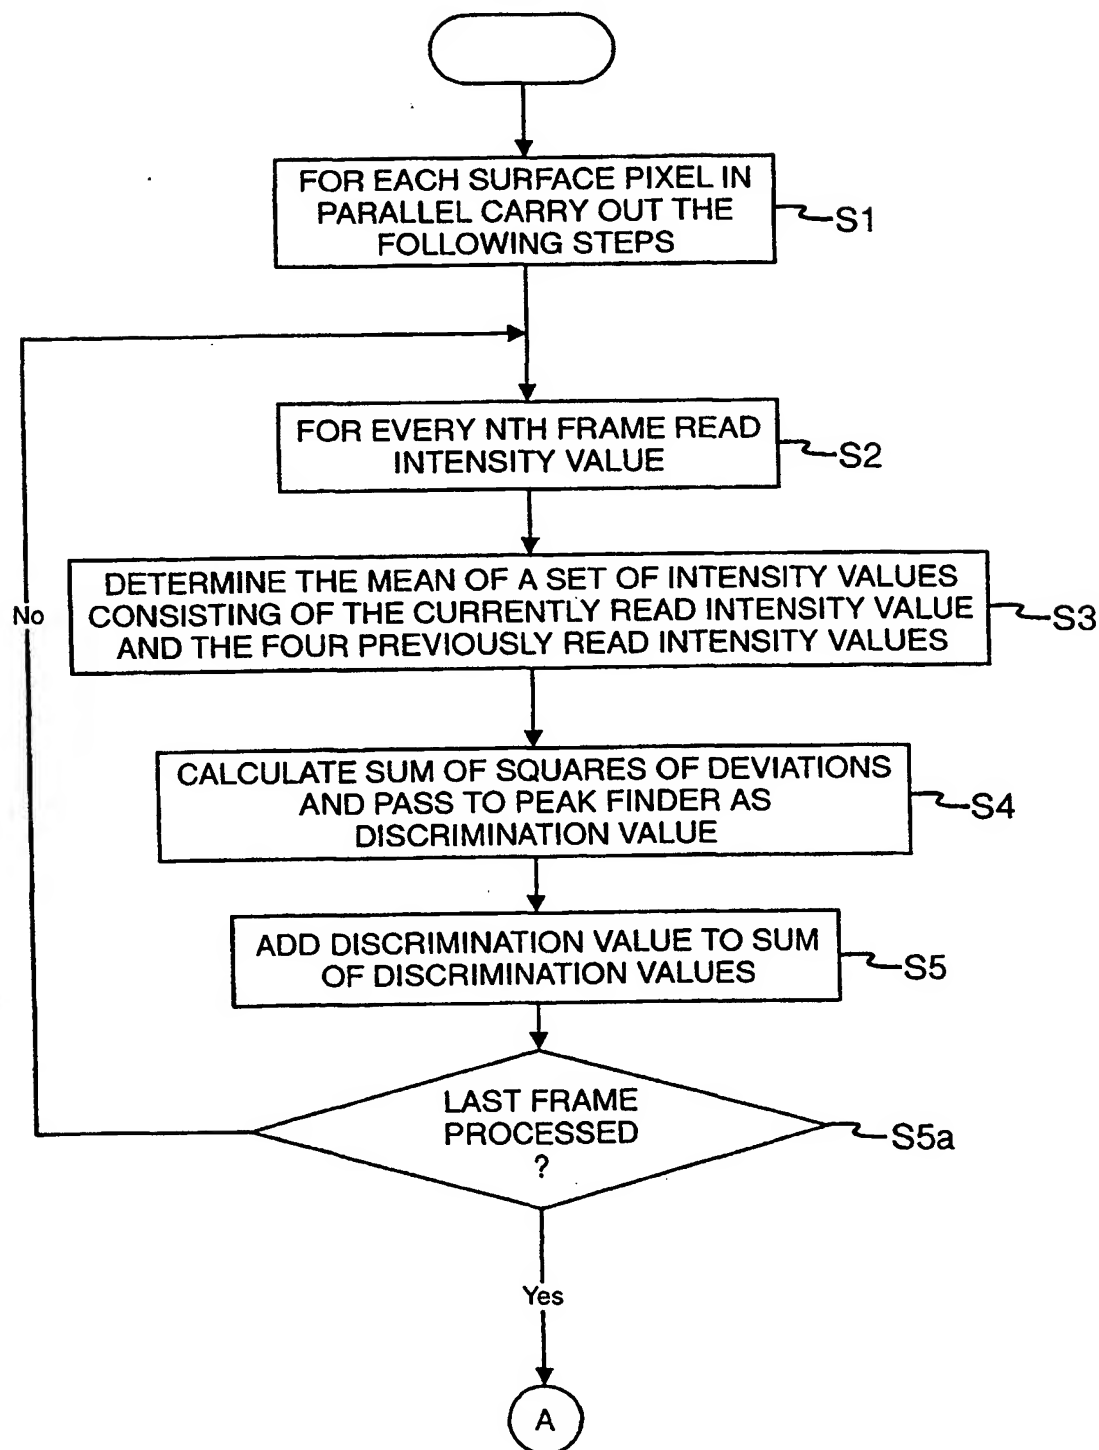 FOR EACH SURFACE PIXEL IN
PARALLEL CARRY OUT THE
FOLLOWING STEPS
S1
FOR EVERY NTH FRAME READ
INTENSITY VALUE
S2
DETERMINE THE MEAN OF A SET OF INTENSITY VALUES
CONSISTING OF THE CURRENTLY READ INTENSITY VALUE
AND THE FOUR PREVIOUSLY READ INTENSITY VALUES
S3
No
CALCULATE SUM OF SQUARES OF DEVIATIONS
AND PASS TO PEAK FINDER AS
DISCRIMINATION VALUE
S4
ADD DISCRIMINATION VALUE TO SUM
OF DISCRIMINATION VALUES
S5
LAST FRAME
PROCESSED
?
S5a
Yes
A